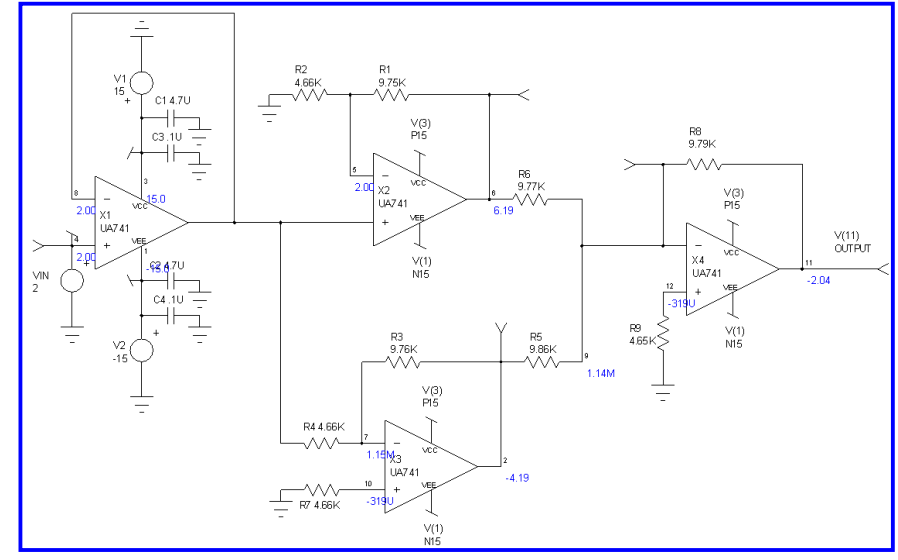 V1
15
+
C1 4.7U
C3 .1U
3
15.0
VCC
8
2.00
−
X1
UA741
VEE
4
+
2.00
1
-15.0
VIN
2
+
C2 4.7U
C4 .1U
+
V2
-15
R2
4.66K
R1
9.75K
V(3)
P15
VCC
5
2.00
−
X2
UA741
+
VEE
V(1)
N15
6
6.19
R6
9.77K
R3
9.76K
R5
9.86K
9
1.14M
R4 4.66K
7
1.15M
V(3)
P15
VCC
−
X3
UA741
10
+
-319U
VEE
R7 4.66K
V(1)
N15
2
-4.19
R8
9.79K
V(3)
P15
VCC
−
X4
UA741
12
+
-319U
VEE
V(1)
N15
R9
4.65K
V(11)
OUTPUT
11
-2.04